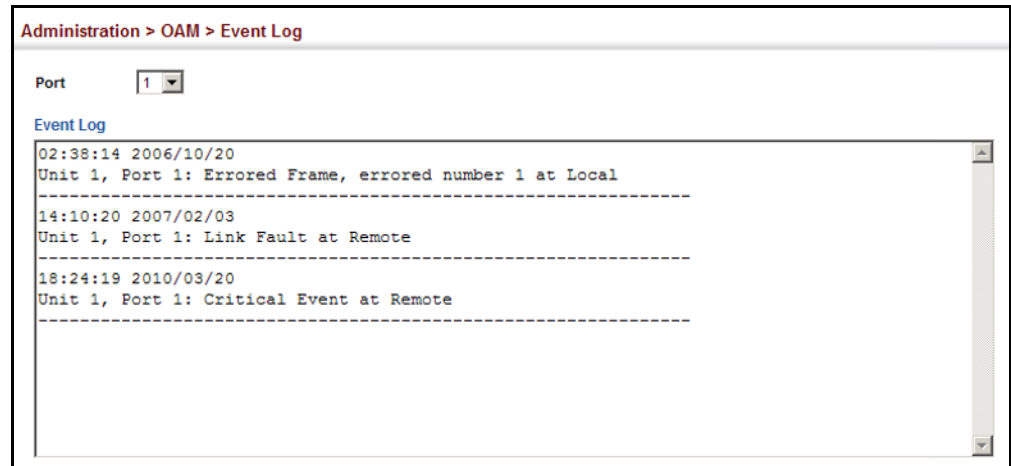 Administration > OAM > Event Log
Port 1
Event Log
02:38:14 2006/10/20
Unit 1, Port 1: Errored Frame, errored number 1 at Local
---------------------------------------------------------------
14:10:20 2007/02/03
Unit 1, Port 1: Link Fault at Remote
---------------------------------------------------------------
18:24:19 2010/03/20
Unit 1, Port 1: Critical Event at Remote
---------------------------------------------------------------